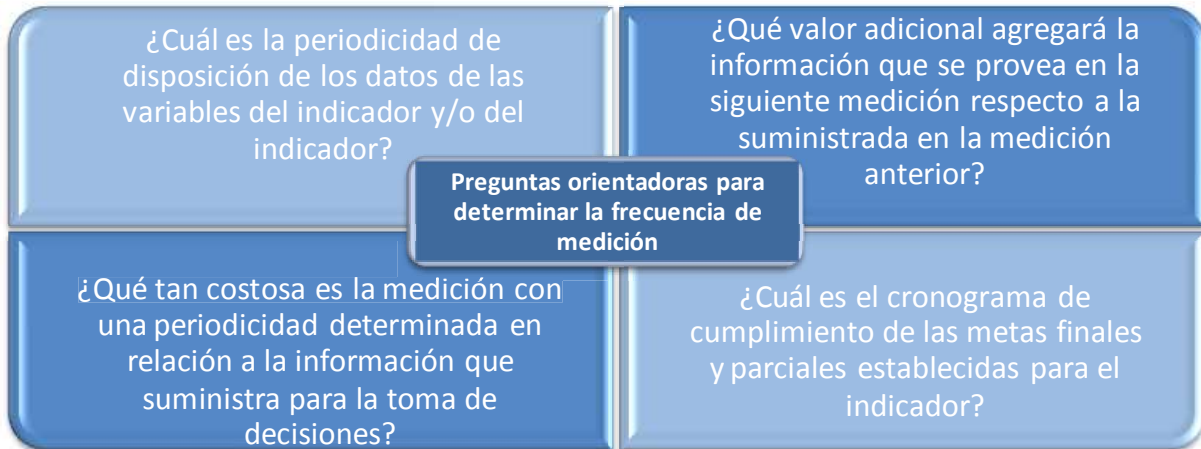 ¿Cuál es la periodicidad de
disposición de los datos de las
variables del indicador y/o del
indicador?
¿Qué valor adicional agregará la
información que se provea en la
siguiente medición respecto a la
suministrada en la medición
anterior?
Preguntas orientadoras para
determinar la frecuencia de
medición
¿Qué tan costosa es la medición con
una periodicidad determinada en
relación a la información que
suministra para la toma de
decisiones?
¿Cuál es el cronograma de
cumplimiento de las metas finales
y parciales establecidas para el
indicador?